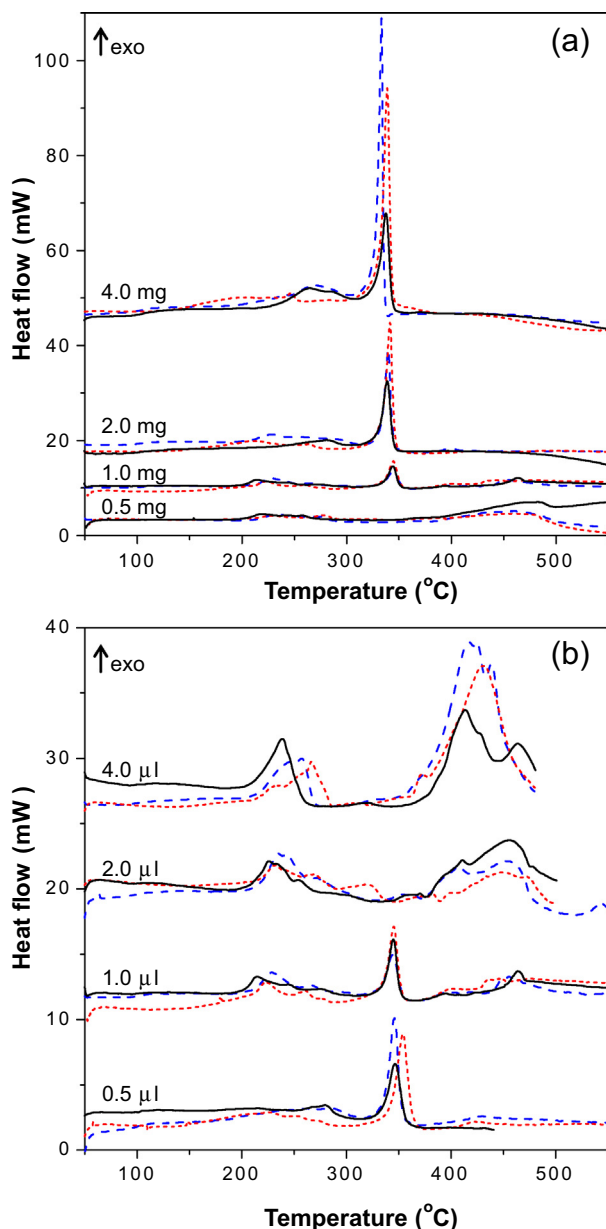 (a)
↑exo
Heat flow (mW )
100
80
60
40
20
0
4.0 mg
2.0 mg
1.0 mg
0.5 mg
100 200 300 400 500
Temperature (°C)
(b)
↑exo
Heat flow (mW)
40
30
20
10
0
4.0 µl
2.0 µl
1.0 µl
0.5 µl
100 200 300 400 500
Temperature (°C)